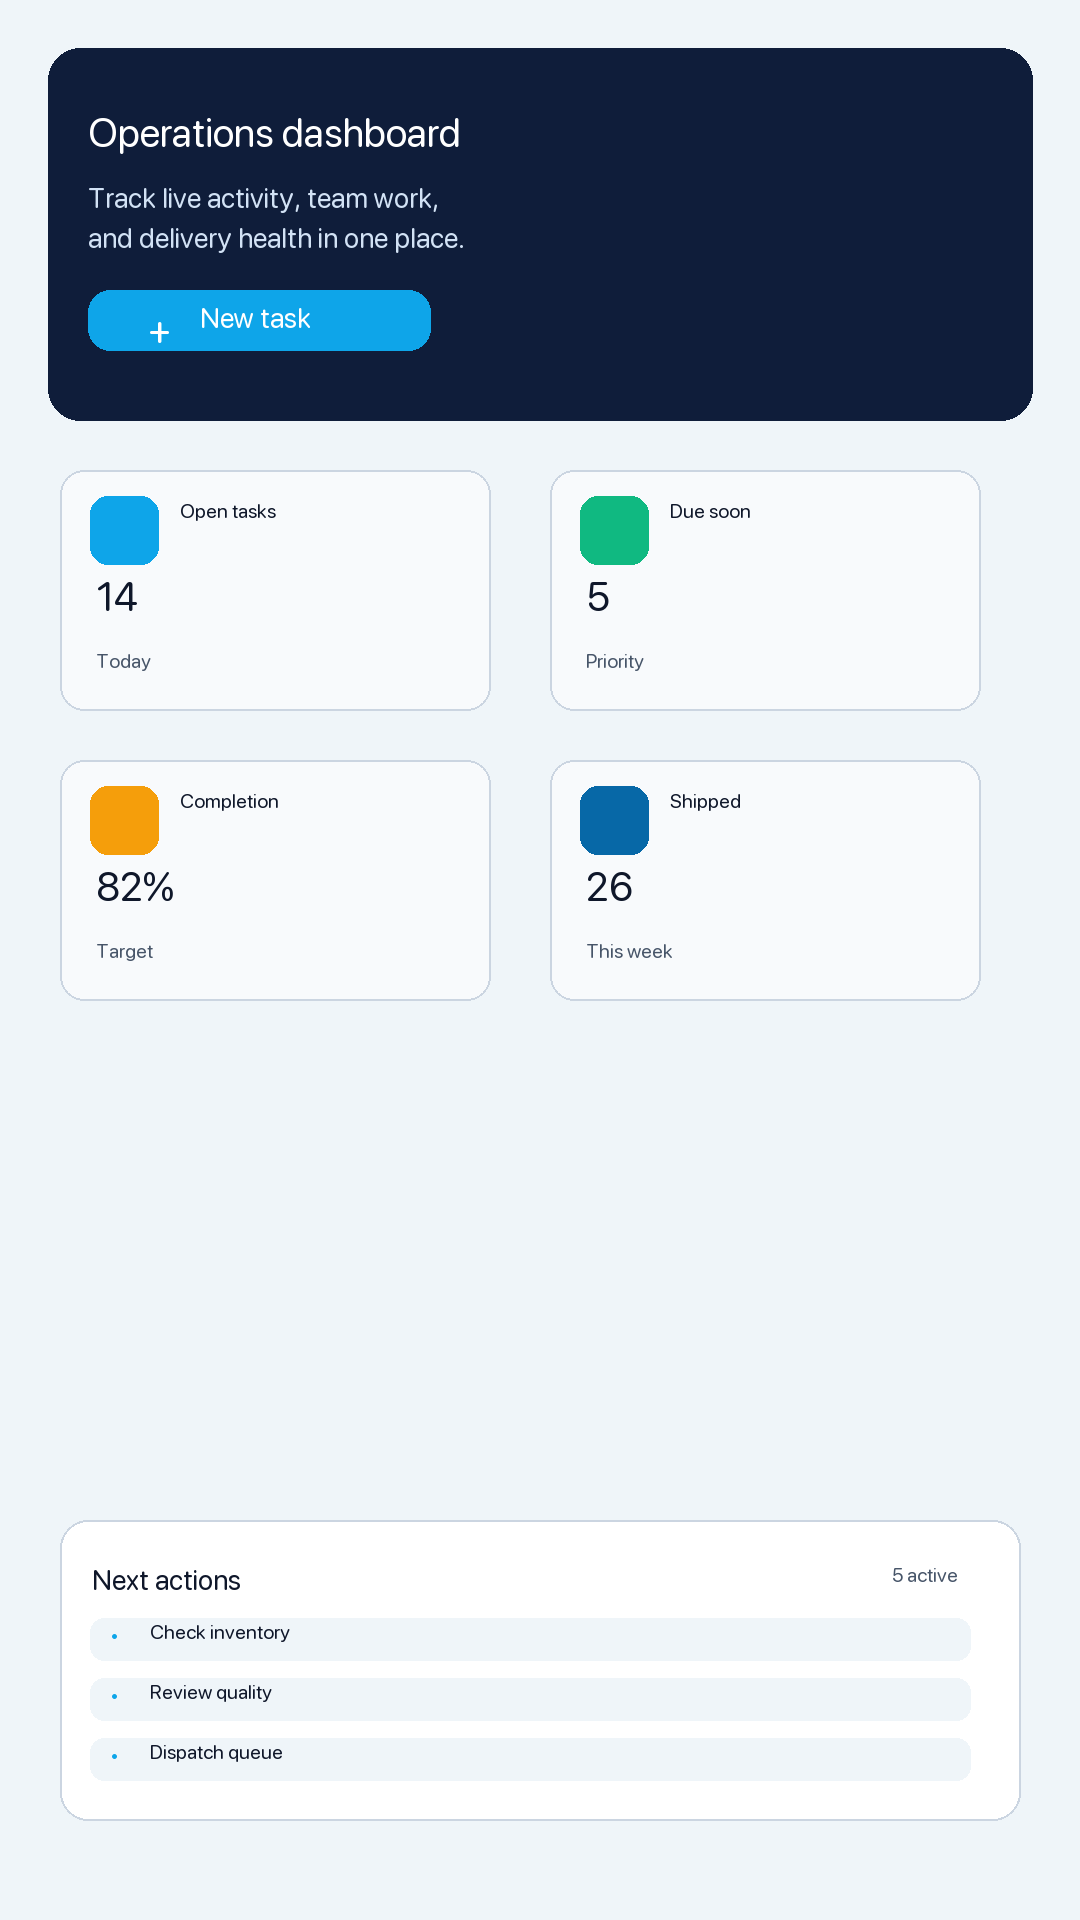 Operations dashboard
Track live activity, team work,
and delivery health in one place.
+ New task
Open tasks
14
Today
Due soon
5
Priority
Completion
82%
Target
Shipped
26
This week
Next actions
5 active
• Check inventory
• Review quality
• Dispatch queue